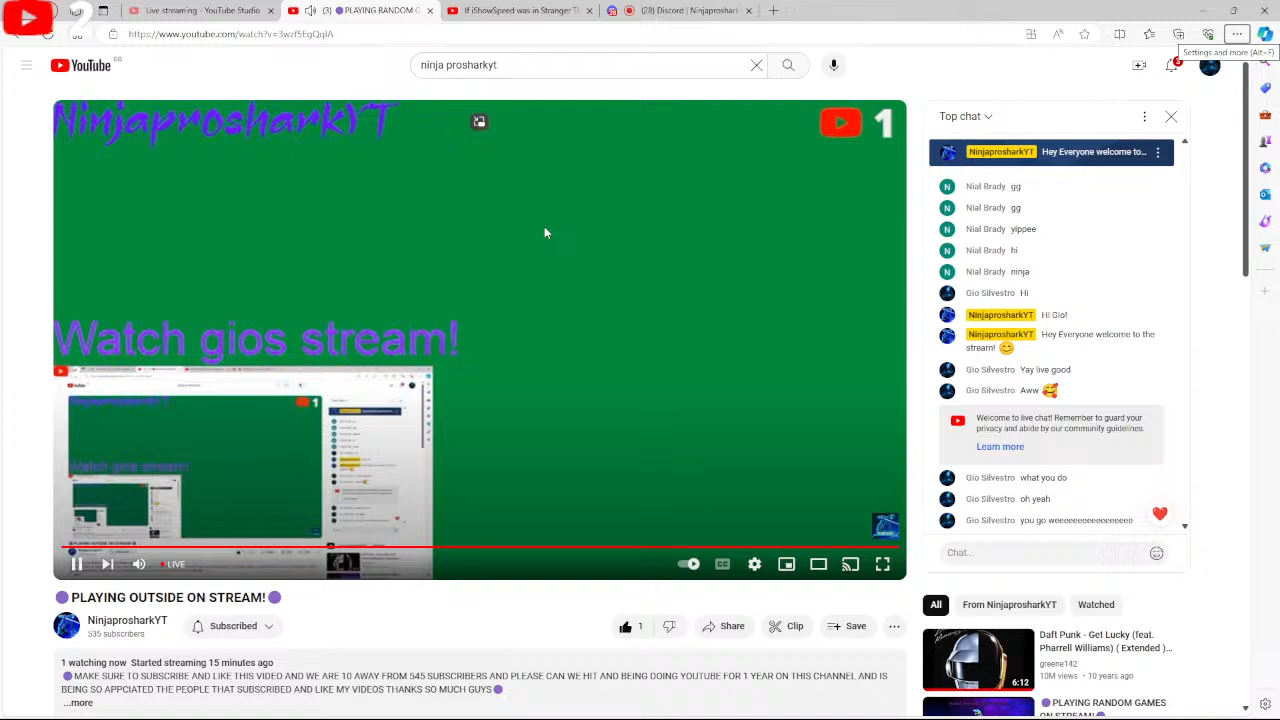 Live streaming - YouTube Studio
PLAYING RANDOM G
If iShowSpeed was in Stranger T
(28) Discord | Ninjaproshark
https://www.youtube.com/watch?v=3wzf5EgQqIA
Settings and more (Alt+F)
YouTube GB
ninja prosharkyt
3
NinjaprosharkYT
1
Watch gios stream!
LIVE
Top chat
NinjaprosharkYT Hey Everyone welcome to...
N Nial Brady gg
N Nial Brady gg
N Nial Brady yippee
N Nial Brady hi
N Nial Brady ninja
Gio Silvestro Hi
NinjaprosharkYT Hi Gio!
NinjaprosharkYT Hey Everyone welcome to the
stream! 😊
Gio Silvestro Yay live good
Gio Silvestro Aww 🥰
Welcome to live chat! Remember to guard your
privacy and abide by our community guidelines.
Learn more
Gio Silvestro what you do
Gio Silvestro oh yeah
Chat...
🟣PLAYING OUTSIDE ON STREAM!🟣
NinjaprosharkYT
535 subscribers
Subscribed
1
Share
Clip
Save
1 watching now Started streaming 15 minutes ago
🟣MAKE SURE TO SUBSCRIBE AND LIKE THIS VIDEO AND WE ARE 10 AWAY FROM 545 SUBSCRIBERS AND PLEASE CAN WE HIT AND BEING DOING YOUTUBE FOR 1 YEAR ON THIS CHANNEL AND IS
BEING SO APPCIATED THE PEOPLE THAT SUBSCRIBED AND LIKE MY VIDEOS THANKS SO MUCH GUYS🟣
...more
All
From NinjaprosharkYT
Watched
Daft Punk - Get Lucky (feat.
Pharrell Williams) ( Extended )...
greene142
10M views • 10 years ago
6:12
🟣PLAYING RANDOM GAMES
ON STREAM!🟣